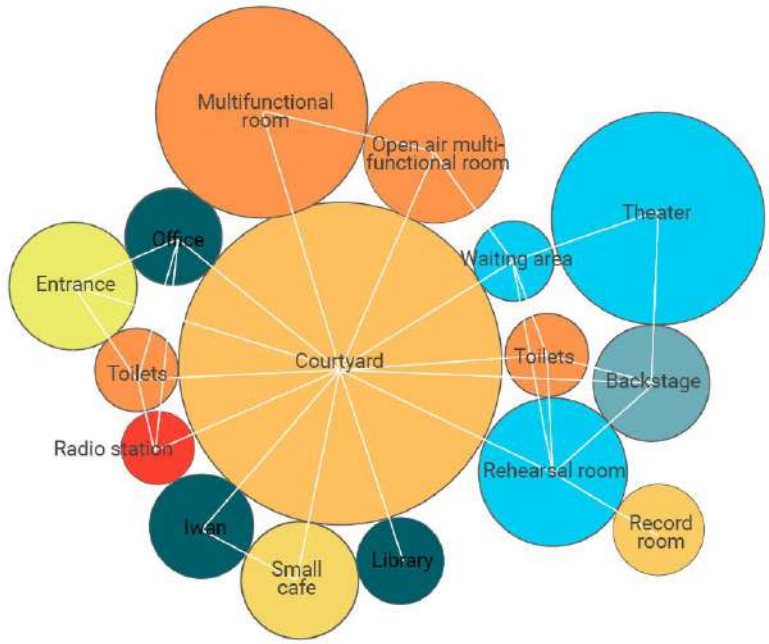 Multifunctional
room
Open air multi-
functional room
Theater
Office
Waiting area
Entrance
Courtyard
Toilets
Toilets
Backstage
Radio station
Rehearsal room
Iwan
Record
room
Library
Small
cafe